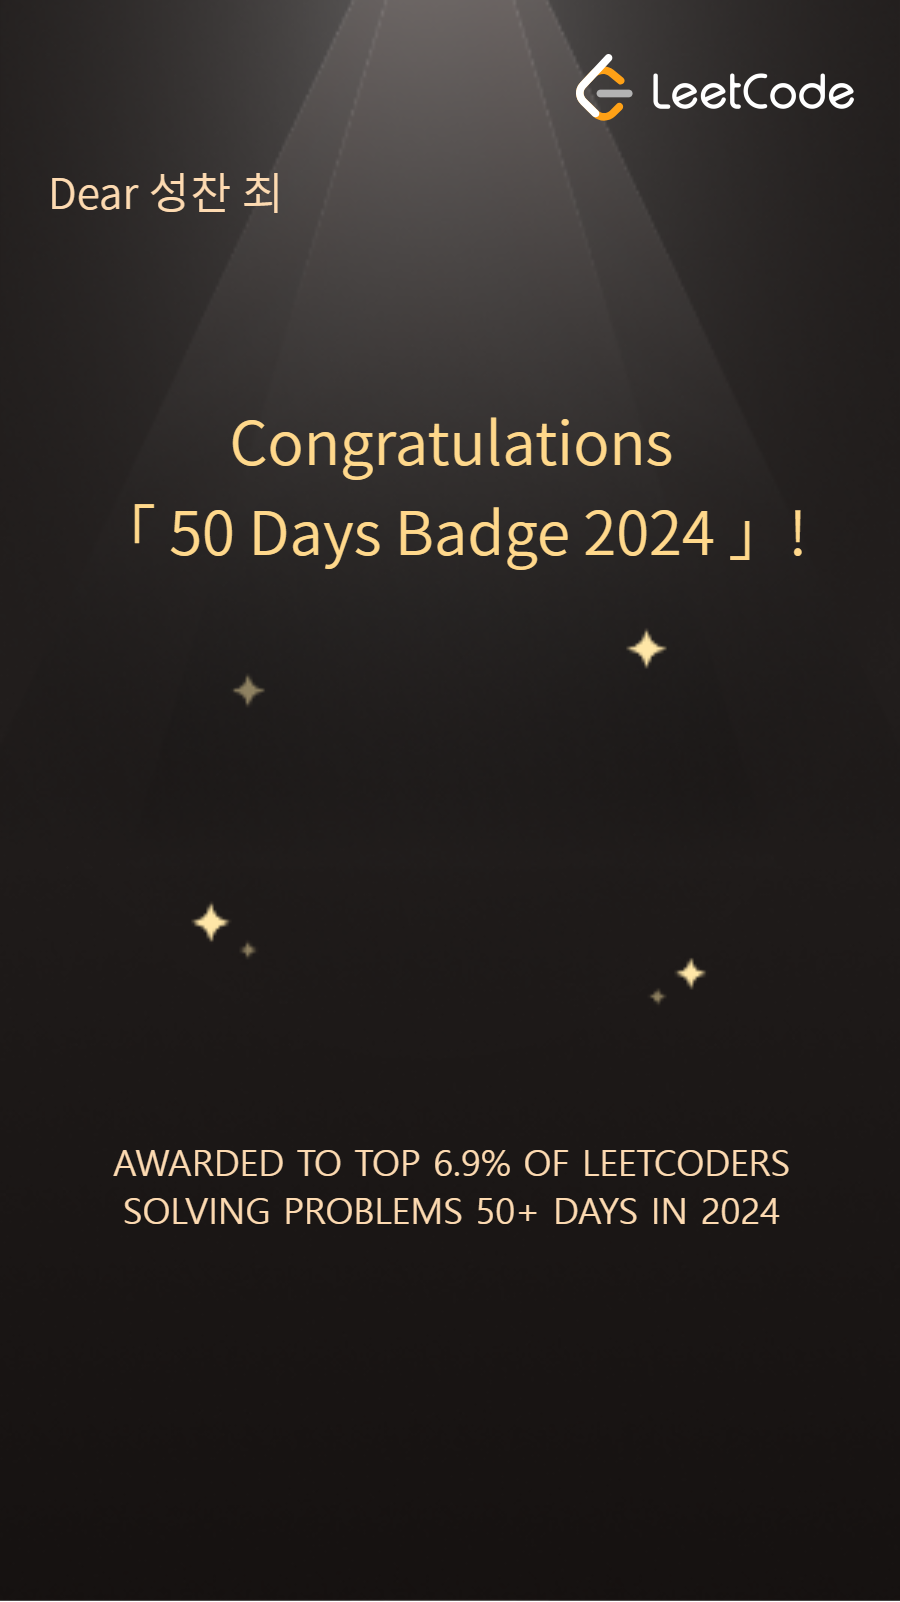 LeetCode
Dear 성찬 최
Congratulations
「 50 Days Badge 2024 」 !
AWARDED TO TOP 6.9% OF LEETCODERS
SOLVING PROBLEMS 50+ DAYS IN 2024